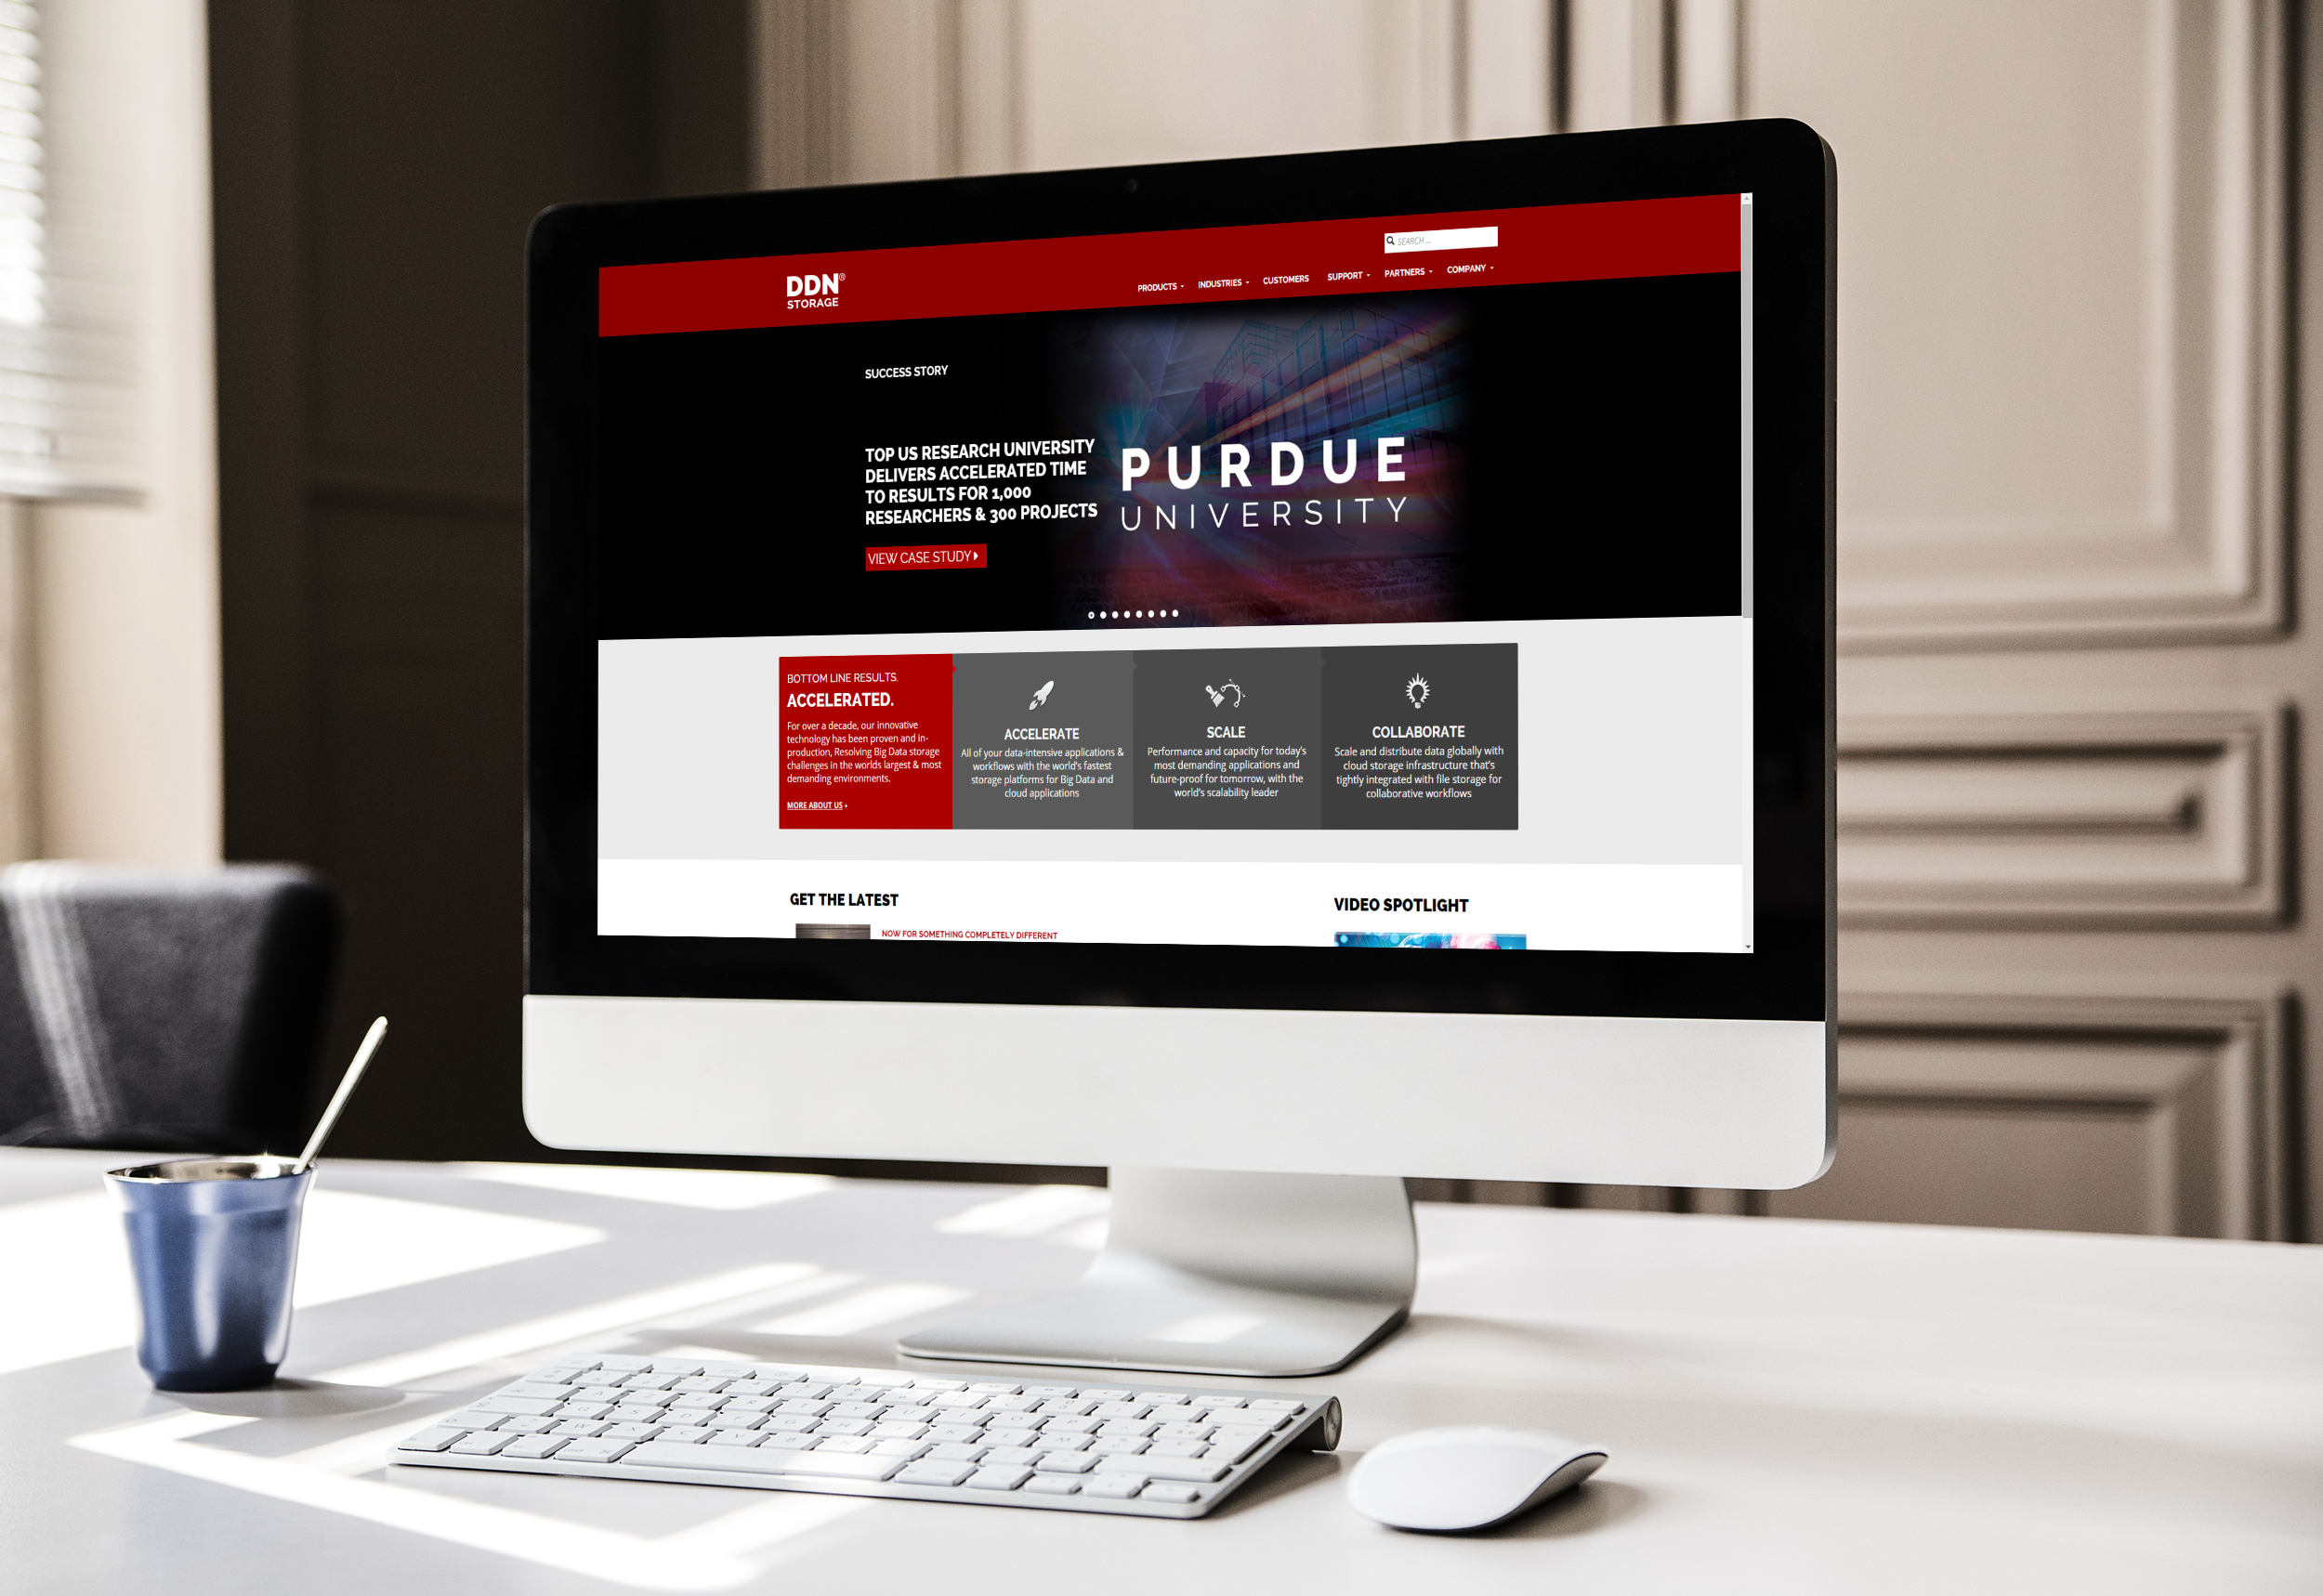 DDN®
STORAGE
SEARCH ...
PRODUCTS INDUSTRIES CUSTOMERS SUPPORT PARTNERS COMPANY
SUCCESS STORY
TOP US RESEARCH UNIVERSITY
DELIVERS ACCELERATED TIME
TO RESULTS FOR 1,000
RESEARCHERS & 300 PROJECTS
VIEW CASE STUDY
PURDUE
UNIVERSITY
BOTTOM LINE RESULTS.
ACCELERATED.
For over a decade, our innovative
technology has been proven and in-
production, Resolving Big Data storage
challenges in the worlds largest & most
demanding environments.
MORE ABOUT US +
ACCELERATE
All of your data-intensive applications &
workflows with the world's fastest
storage platforms for Big Data and
cloud applications
SCALE
Performance and capacity for today's
most demanding applications and
future-proof for tomorrow, with the
world's scalability leader
COLLABORATE
Scale and distribute data globally with
cloud storage infrastructure that's
tightly integrated with file storage for
collaborative workflows
GET THE LATEST
NOW FOR SOMETHING COMPLETELY DIFFERENT
VIDEO SPOTLIGHT